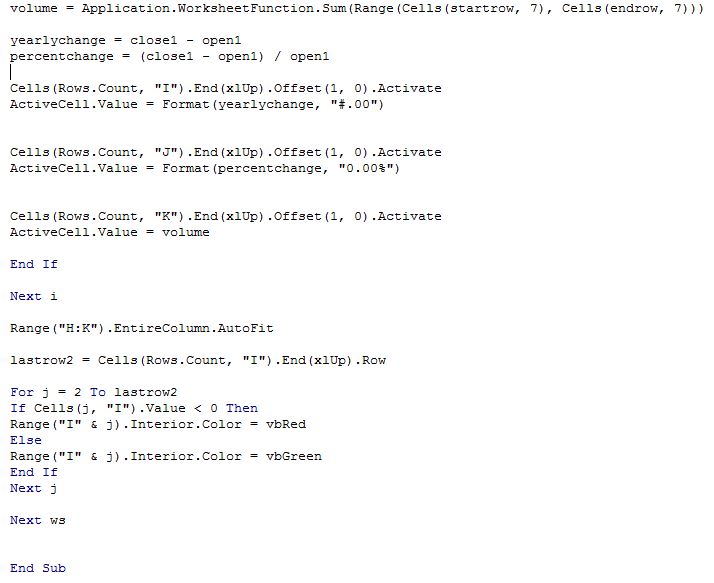 volume = Application.WorksheetFunction.Sum(Range(Cells(startrow, 7), Cells(endrow, 7)))
yearlychange = close1 - open1
percentchange = (close1 - open1) / open1
Cells(Rows.Count, "I").End(xlUp).Offset(1, 0).Activate
ActiveCell.Value = Format(yearlychange, "#.00")
Cells(Rows.Count, "J").End(xlUp).Offset(1, 0).Activate
ActiveCell.Value = Format(percentchange, "0.00%")
Cells(Rows.Count, "K").End(xlUp).Offset(1, 0).Activate
ActiveCell.Value = volume
End If
Next i
Range("H:K").EntireColumn.AutoFit
lastrow2 = Cells(Rows.Count, "I").End(xlUp).Row
For j = 2 To lastrow2
If Cells(j, "I").Value < 0 Then
Range("I" & j).Interior.Color = vbRed
Else
Range("I" & j).Interior.Color = vbGreen
End If
Next j
Next ws
End Sub